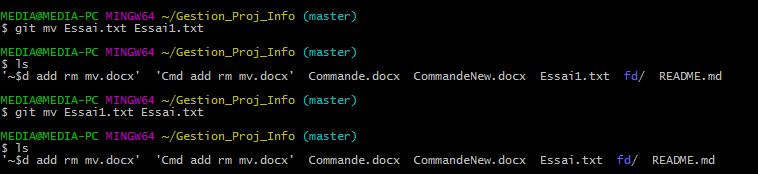 MEDIA@MEDIA-PC MINGW64 ~/Gestion_Proj_Info (master)
$ git mv Essai.txt Essai1.txt
MEDIA@MEDIA-PC MINGW64 ~/Gestion_Proj_Info (master)
$ ls
'~$d add rm mv.docx'  'Cmd add rm mv.docx'  Commande.docx  CommandeNew.docx  Essai1.txt  fd/  README.md
MEDIA@MEDIA-PC MINGW64 ~/Gestion_Proj_Info (master)
$ git mv Essai1.txt Essai.txt
MEDIA@MEDIA-PC MINGW64 ~/Gestion_Proj_Info (master)
$ ls
'~$d add rm mv.docx'  'Cmd add rm mv.docx'  Commande.docx  CommandeNew.docx  Essai.txt  fd/  README.md